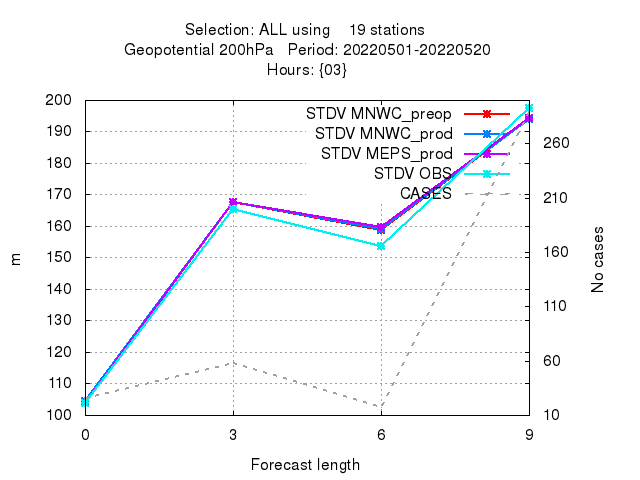 Selection: ALL using 19 stations
Geopotential 200hPa Period: 20220501-20220520
Hours: {03}
STDV MNWC_preop
STDV MNWC_prod
STDV MEPS_prod
STDV OBS
CASES
200
190
180
170
160
150
140
130
120
110
100
m
260
210
160
110
60
10
No cases
0 3 6 9
Forecast length